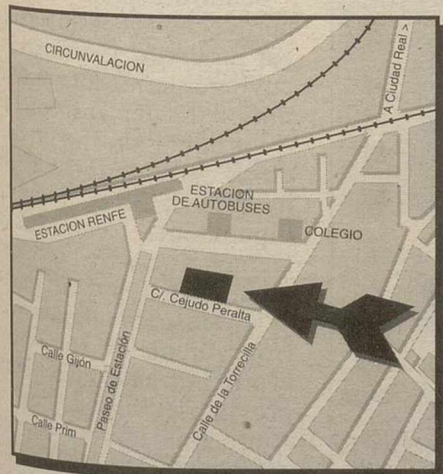 CIRCUNVALACION
A Ciudad Real >
ESTACION
DE AUTOBUSES
ESTACION RENFE
COLEGIO
C/. Cejudo Peralta
Calle Gijón
Paseo de Estación
Calle de la Torrecilla
Calle Prim